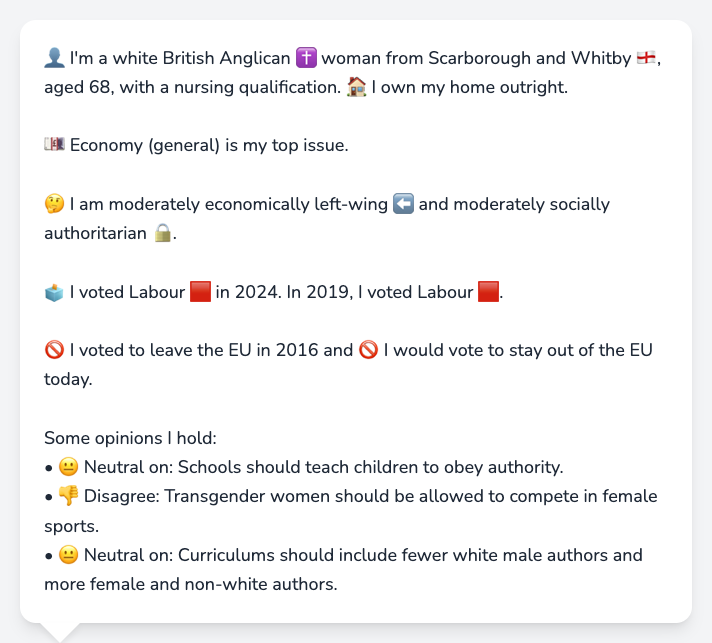 👤 I'm a white British Anglican ✝️ woman from Scarborough and Whitby 🏴󠁧󠁢󠁥󠁮󠁧󠁿,
aged 68, with a nursing qualification. 🏠 I own my home outright.
💷 Economy (general) is my top issue.
🤔 I am moderately economically left-wing ⬅️ and moderately socially
authoritarian 🔒.
🗳️ I voted Labour 🟥 in 2024. In 2019, I voted Labour 🟥.
🚫 I voted to leave the EU in 2016 and 🚫 I would vote to stay out of the EU
today.
Some opinions I hold:
• 😐 Neutral on: Schools should teach children to obey authority.
• 👎 Disagree: Transgender women should be allowed to compete in female
sports.
• 😐 Neutral on: Curriculums should include fewer white male authors and
more female and non-white authors.